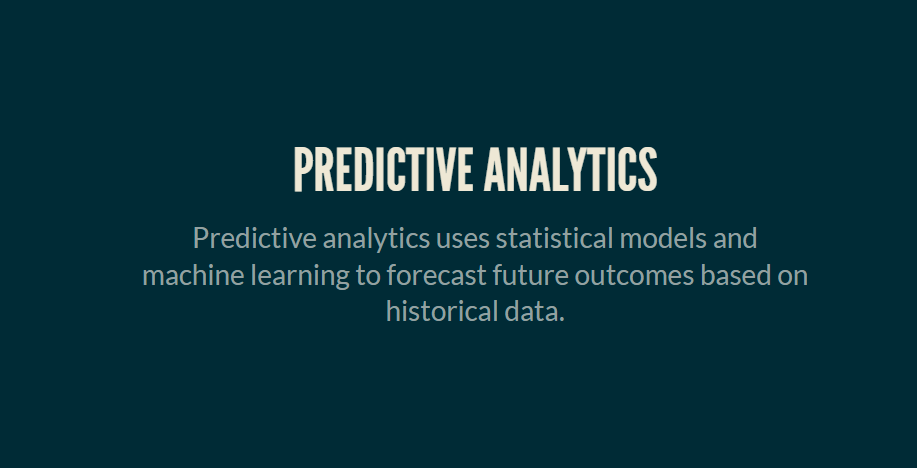 PREDICTIVE ANALYTICS
Predictive analytics uses statistical models and
machine learning to forecast future outcomes based on
historical data.